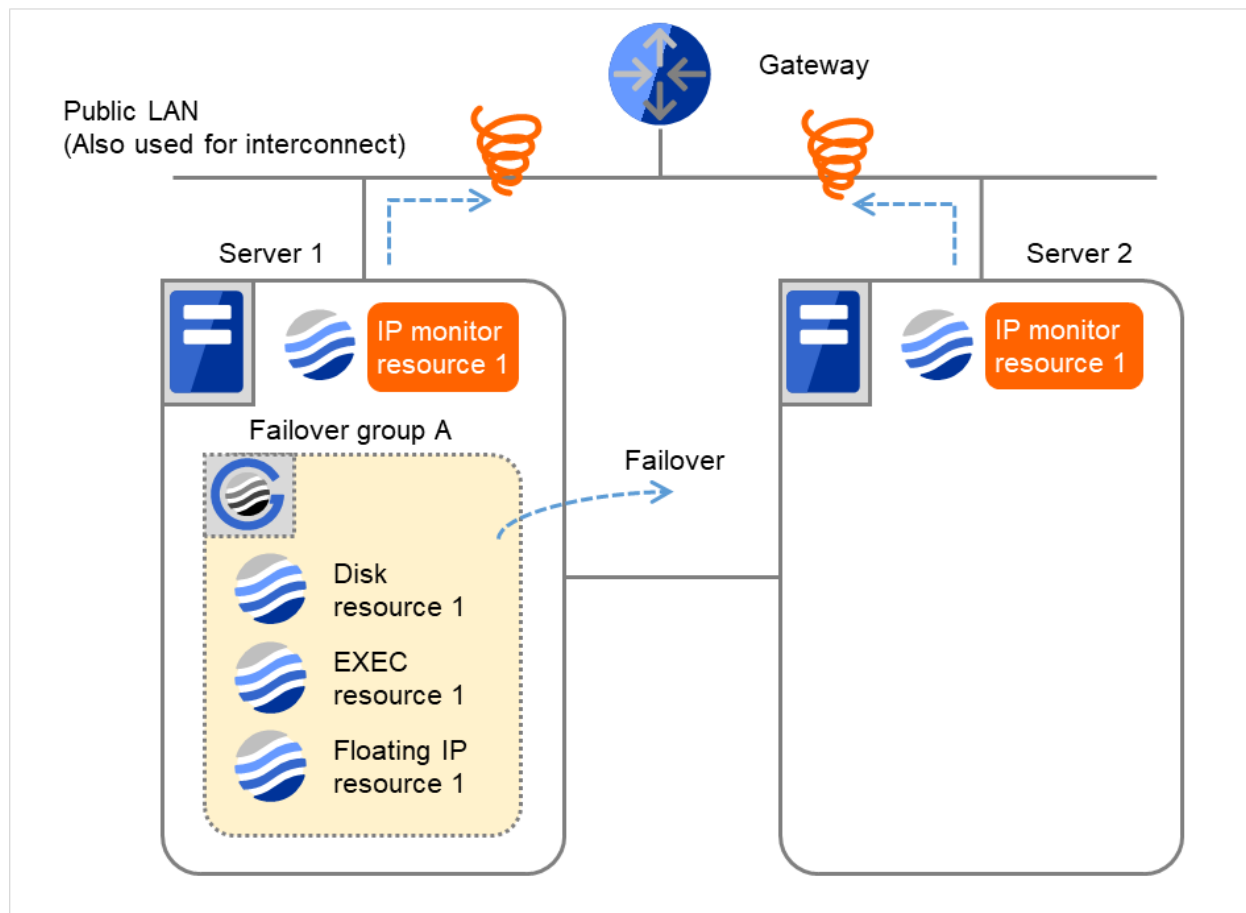 Gateway
Public LAN
(Also used for interconnect)
Server 1
Server 2
IP monitor
resource 1
IP monitor
resource 1
Failover group A
Failover
Disk
resource 1
EXEC
resource 1
Floating IP
resource 1